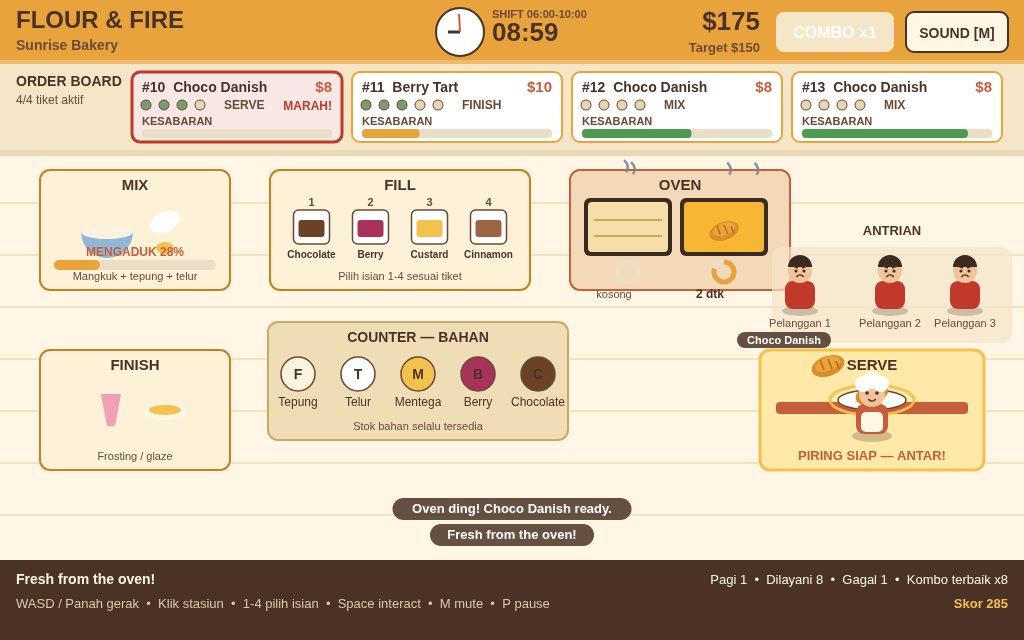 FLOUR & FIRE
Sunrise Bakery
SHIFT 06:00-10:00
08:59
$175
Target $150
COMBO x1
SOUND [M]
ORDER BOARD
4/4 tiket aktif
#10 Choco Danish $8
SERVE MARAH!
KESABARAN
#11 Berry Tart $10
FINISH
KESABARAN
#12 Choco Danish $8
MIX
KESABARAN
#13 Choco Danish $8
MIX
KESABARAN
MIX
MENGADUK 28%
Mangkuk + tepung + telur
FILL
1 2 3 4
Chocolate Berry Custard Cinnamon
Pilih isian 1-4 sesuai tiket
OVEN
kosong 2 dtk
ANTRIAN
Pelanggan 1 Pelanggan 2 Pelanggan 3
FINISH
Frosting / glaze
COUNTER — BAHAN
F T M B C
Tepung Telur Mentega Berry Chocolate
Stok bahan selalu tersedia
Choco Danish
SERVE
PIRING SIAP — ANTAR!
Oven ding! Choco Danish ready.
Fresh from the oven!
Fresh from the oven!
Pagi 1 • Dilayani 8 • Gagal 1 • Kombo terbaik x8
WASD / Panah gerak • Klik stasiun • 1-4 pilih isian • Space interact • M mute • P pause
Skor 285